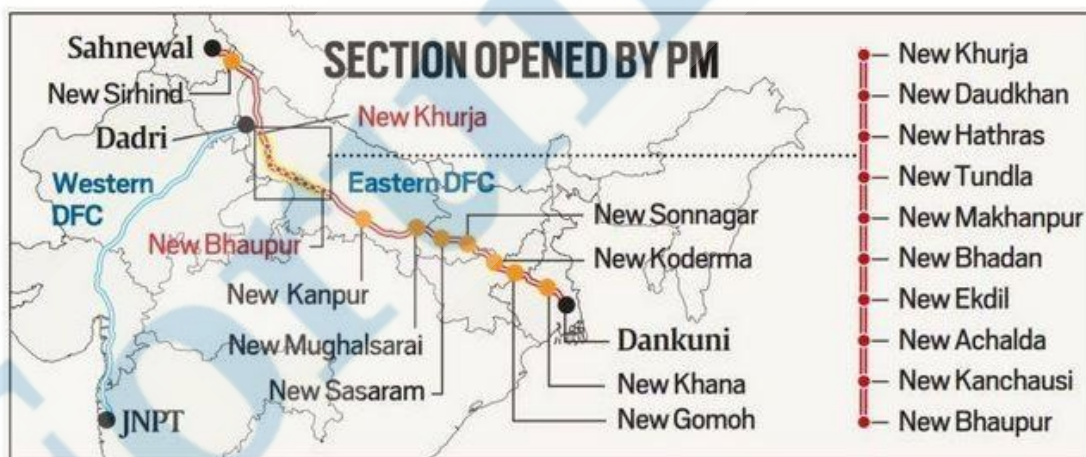 SECTION OPENED BY PM
Sahnewal
New Sirhind
Dadri
New Khurja
Western
DFC
Eastern DFC
New Bhaupur
New Kanpur
New Mughalsarai
New Sasaram
New Sonnagar
New Koderma
Dankuni
New Khana
New Gomoh
JNPT
New Khurja
New Daudkhan
New Hathras
New Tundla
New Makhanpur
New Bhadan
New Ekdil
New Achalda
New Kanchausi
New Bhaupur